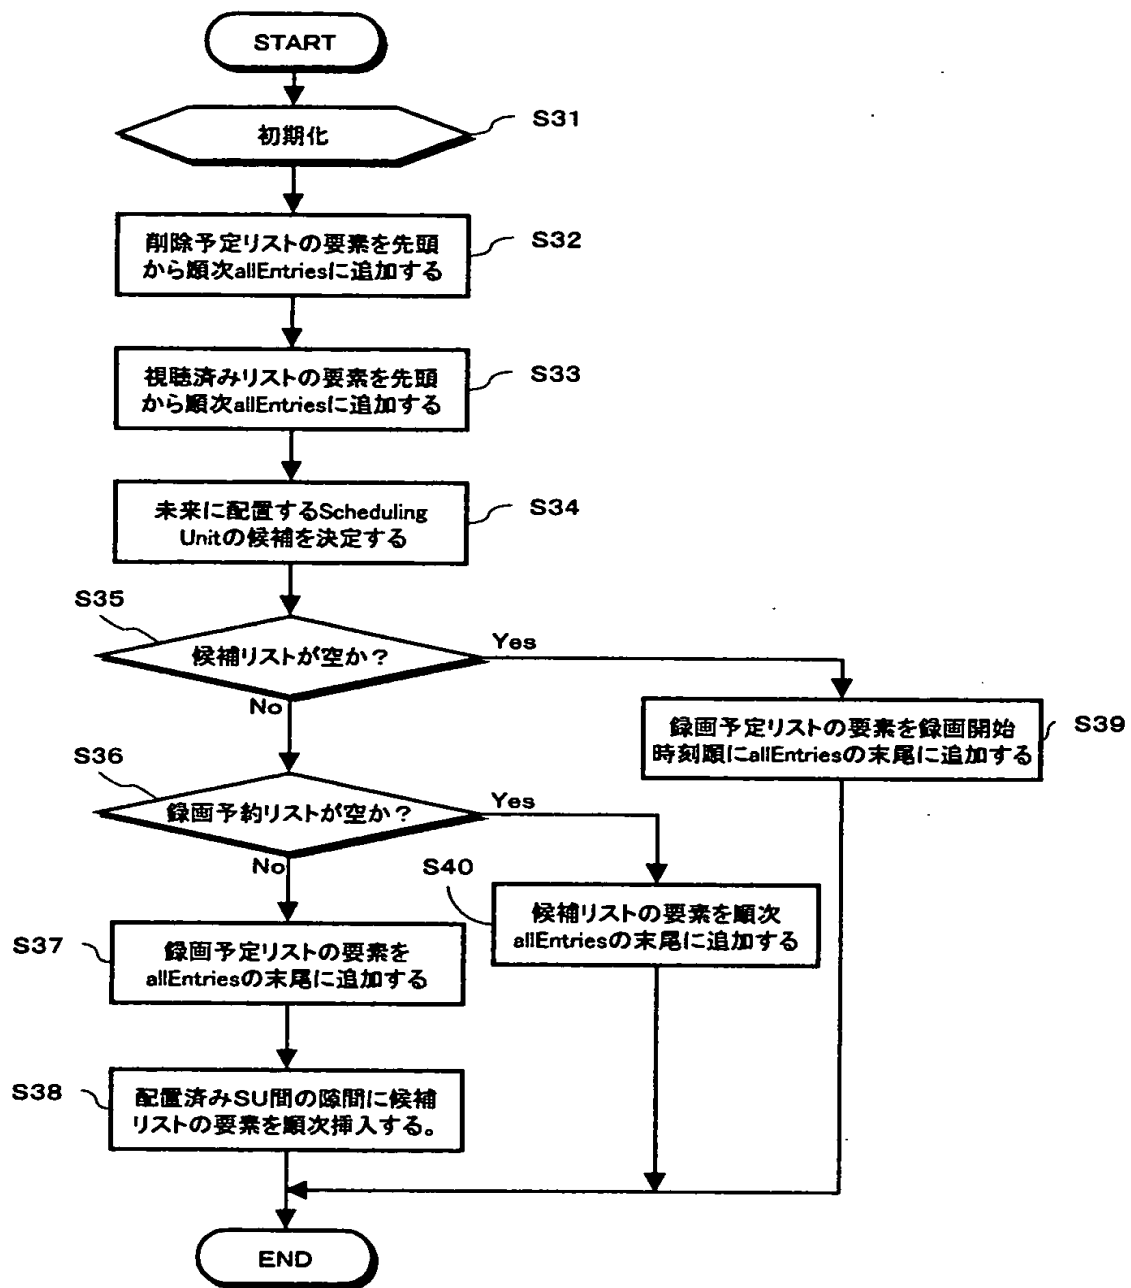 START
初期化
S31
削除予定リストの要素を先頭
から順次allEntriesに追加する
S32
視聴済みリストの要素を先頭
から順次allEntriesに追加する
S33
未来に配置するScheduling
Unitの候補を決定する
S34
S35
候補リストが空か？
Yes
No
録画予定リストの要素を録画開始
時刻順にallEntriesの末尾に追加する
S39
S36
録画予約リストが空か？
Yes
No
S40
候補リストの要素を順次
allEntriesの末尾に追加する
S37
録画予定リストの要素を
allEntriesの末尾に追加する
S38
配置済みSU間の隙間に候補
リストの要素を順次挿入する。
END